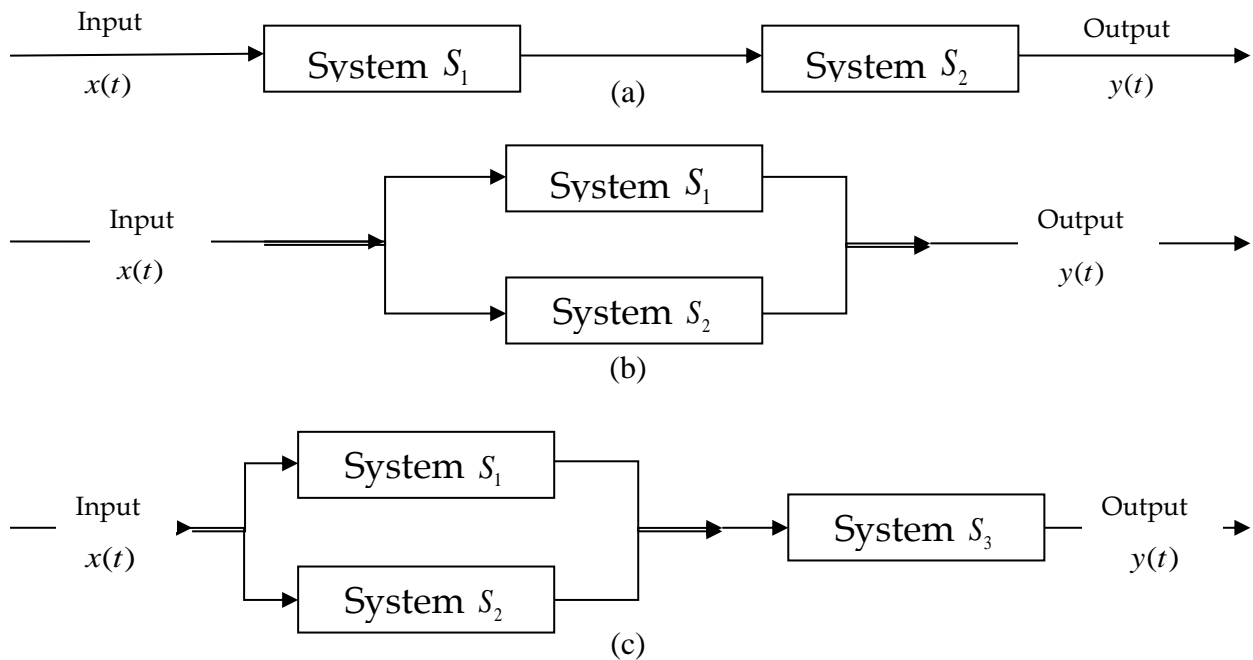 Input Output
System S₁ System S₂
x(t) (a) y(t)
System S₁
Input Output
x(t) y(t)
System S₂
(b)
System S₁
Input Output
System S₃
x(t) y(t)
System S₂
(c)